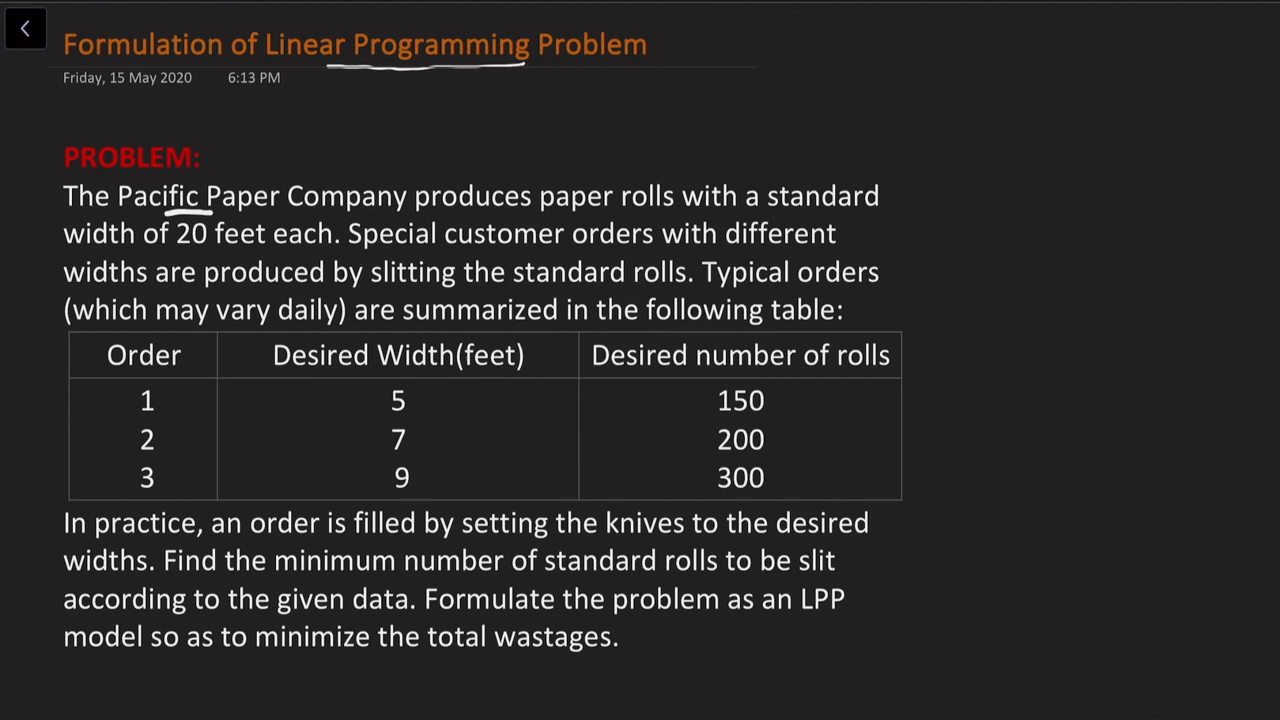 Formulation of Linear Programming Problem
Friday, 15 May 2020 6:13 PM
PROBLEM:
The Pacific Paper Company produces paper rolls with a standard
width of 20 feet each. Special customer orders with different
widths are produced by slitting the standard rolls. Typical orders
(which may vary daily) are summarized in the following table:
Order Desired Width(feet) Desired number of rolls
1 5 150
2 7 200
3 9 300
In practice, an order is filled by setting the knives to the desired
widths. Find the minimum number of standard rolls to be slit
according to the given data. Formulate the problem as an LPP
model so as to minimize the total wastages.